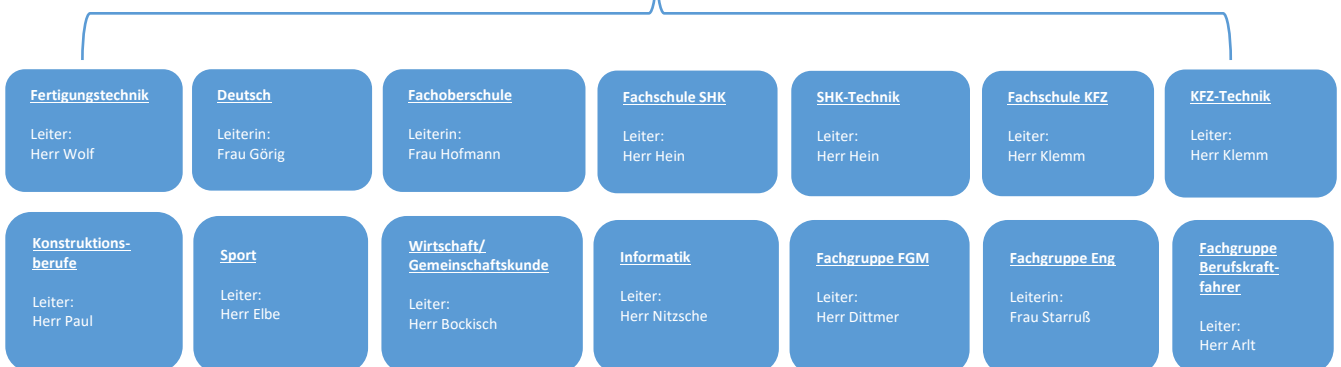 Fertigungstechnik
Leiter:
Herr Wolf
Deutsch
Leiterin:
Frau Görig
Fachoberschule
Leiterin:
Frau Hofmann
Fachschule SHK
Leiter:
Herr Hein
SHK-Technik
Leiter:
Herr Hein
Fachschule KFZ
Leiter:
Herr Klemm
KFZ-Technik
Leiter:
Herr Klemm
Konstruktions-
berufe
Leiter:
Herr Paul
Sport
Leiter:
Herr Elbe
Wirtschaft/
Gemeinschaftskunde
Leiter:
Herr Bockisch
Informatik
Leiter:
Herr Nitzsche
Fachgruppe FGM
Leiter:
Herr Dittmer
Fachgruppe Eng
Leiterin:
Frau Starruß
Fachgruppe
Berufskraft-
fahrer
Leiter:
Herr Arlt